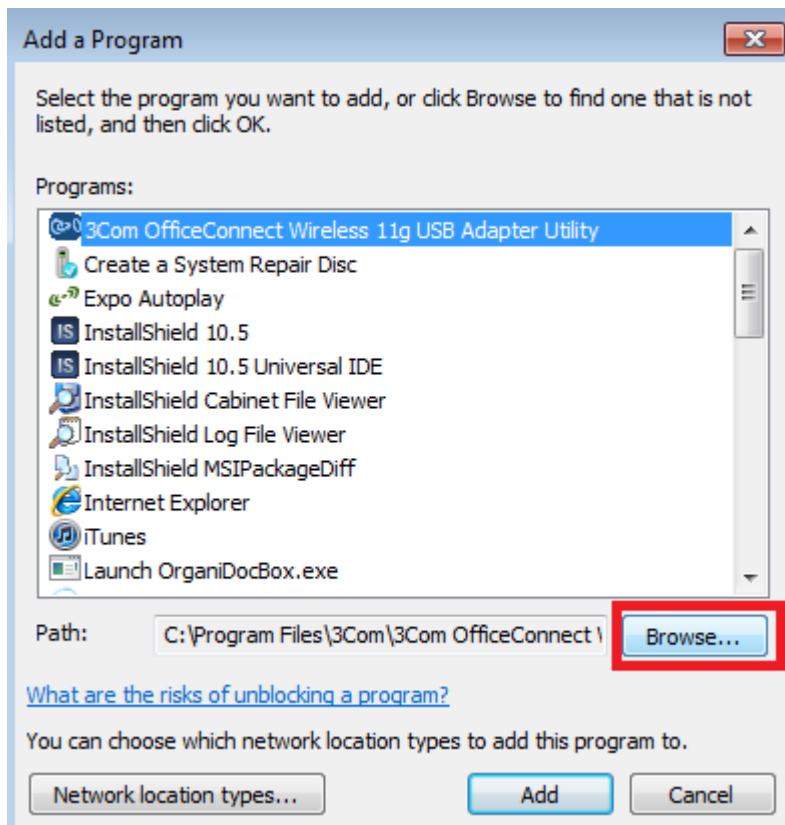 Add a Program
Select the program you want to add, or click Browse to find one that is not
listed, and then click OK.
Programs:
3Com OfficeConnect Wireless 11g USB Adapter Utility
Create a System Repair Disc
Expo Autoplay
IS InstallShield 10.5
IS InstallShield 10.5 Universal IDE
InstallShield Cabinet File Viewer
InstallShield Log File Viewer
InstallShield MSIPackageDiff
Internet Explorer
iTunes
Launch OrganiDocBox.exe
Path: C:\Program Files\3Com\3Com OfficeConnect \ Browse...
What are the risks of unblocking a program?
You can choose which network location types to add this program to.
Network location types... Add Cancel